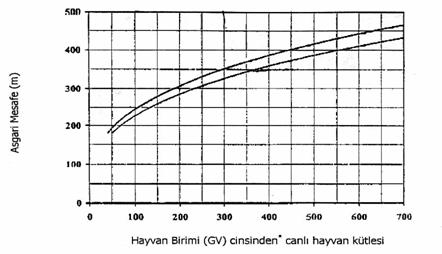 500
400
300
200
100
0
Asgari Mesafe (m)
0 100 200 300 400 500 600 700
Hayvan Birimi (GV) cinsinden* canlı hayvan kütlesi